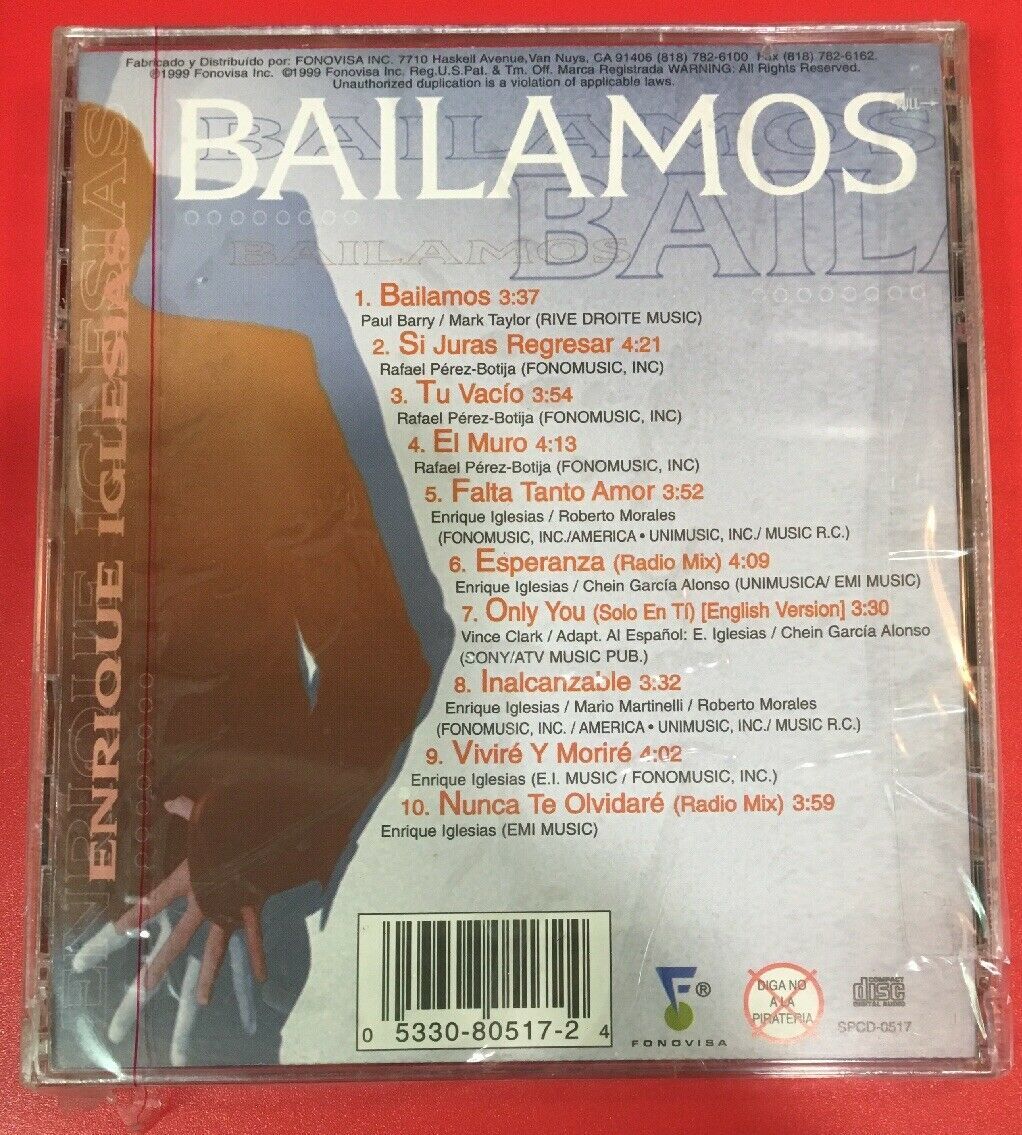 Fabricado y Distribuído por: FONOVISA INC. 7710 Haskell Avenue,Van Nuys, CA 91406 (818) 782-6100 Fax (818) 782-6162.
℗1999 Fonovisa Inc. ©1999 Fonovisa Inc. Reg.U.S.Pat. & Tm. Off. Marca Registrada WARNING: All Rights Reserved.
Unauthorized duplication is a violation of applicable laws.
PULL
BAILAMOS
BAILAMOS
BAILA
BAILAMOS
ENRIQUE IGLESIAS
ENRIQUE IGLESIAS
1. Bailamos 3:37
Paul Barry / Mark Taylor (RIVE DROITE MUSIC)
2. Si Juras Regresar 4:21
Rafael Pérez-Botija (FONOMUSIC, INC)
3. Tu Vacío 3:54
Rafael Pérez-Botija (FONOMUSIC, INC)
4. El Muro 4:13
Rafael Pérez-Botija (FONOMUSIC, INC)
5. Falta Tanto Amor 3:52
Enrique Iglesias / Roberto Morales
(FONOMUSIC, INC./AMERICA • UNIMUSIC, INC./ MUSIC R.C.)
6. Esperanza (Radio Mix) 4:09
Enrique Iglesias / Chein García Alonso (UNIMUSICA/ EMI MUSIC)
7. Only You (Solo En Tí) [English Version] 3:30
Vince Clark / Adapt. Al Español: E. Iglesias / Chein García Alonso
(SONY/ATV MUSIC PUB.)
8. Inalcanzable 3:32
Enrique Iglesias / Mario Martinelli / Roberto Morales
(FONOMUSIC, INC. / AMERICA • UNIMUSIC, INC./ MUSIC R.C.)
9. Viviré Y Moriré 4:02
Enrique Iglesias (E.I. MUSIC / FONOMUSIC, INC.)
10. Nunca Te Olvidaré (Radio Mix) 3:59
Enrique Iglesias (EMI MUSIC)
0 5330-80517-2 4
®
FONOVISA
DIGA NO
A LA
PIRATERIA
COMPACT
disc
DIGITAL AUDIO
SPCD-0517